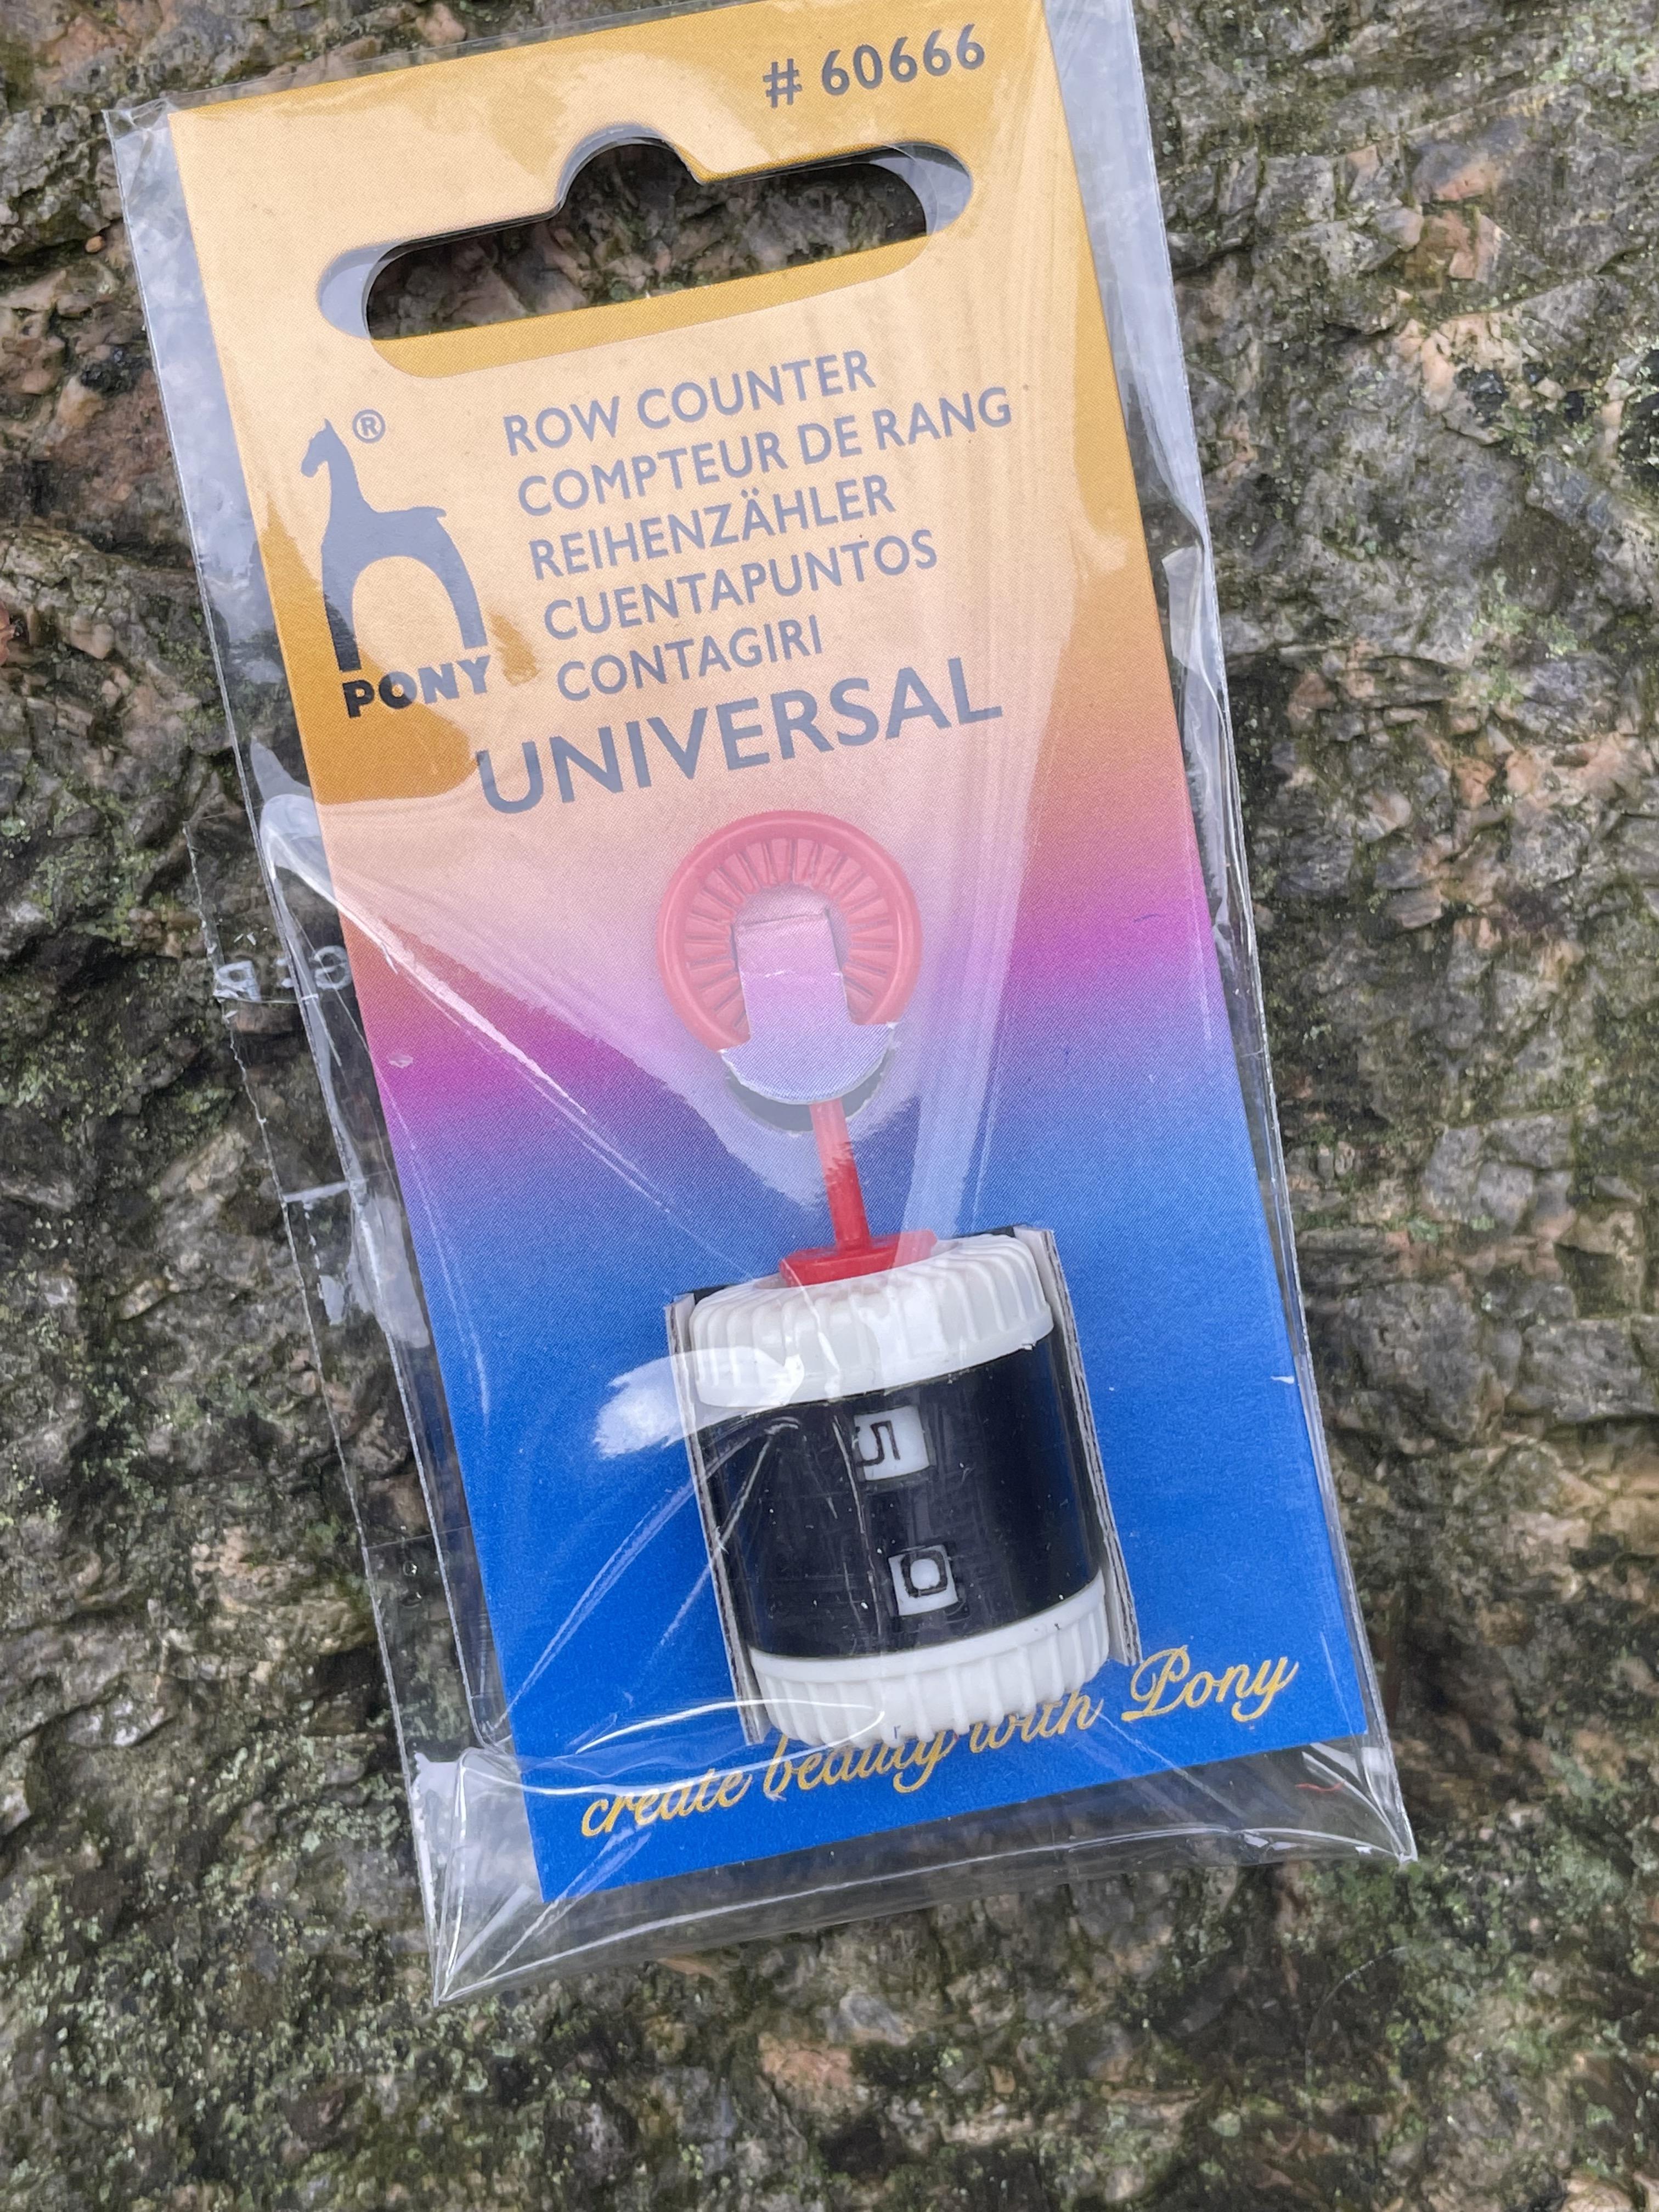 # 60666
®
ROW COUNTER
COMPTEUR DE RANG
REIHENZÄHLER
CUENTAPUNTOS
CONTAGIRI
PONY
UNIVERSAL
5
0
create beauty with Pony